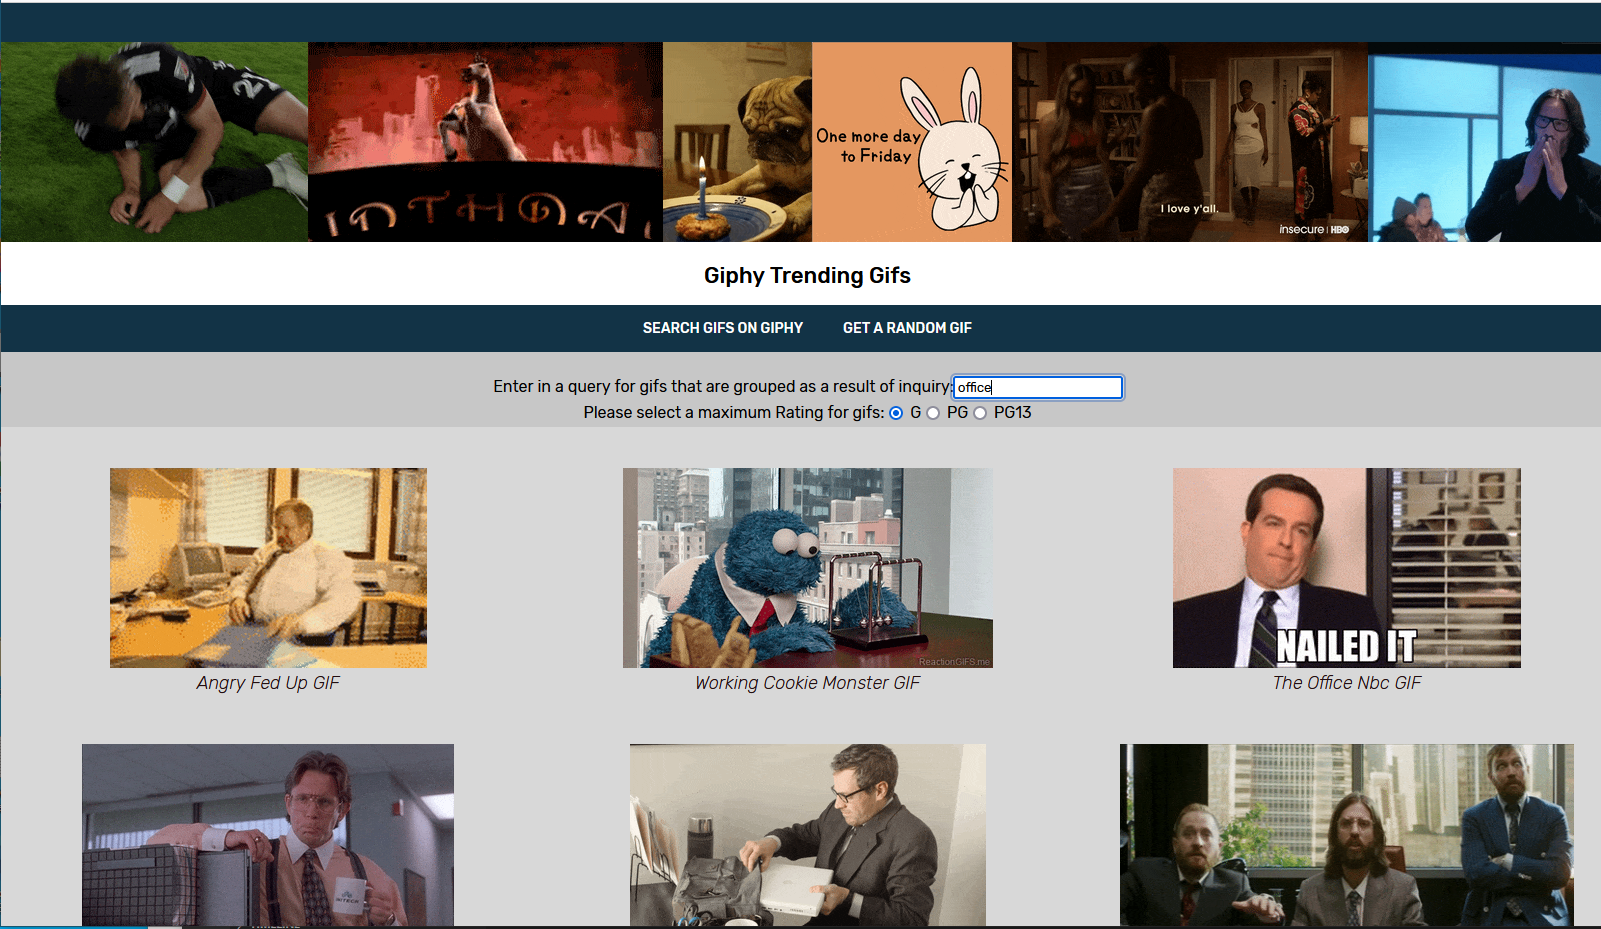 One more day
to Friday
I love y'all.
insecure | HBO
Giphy Trending Gifs
SEARCH GIFS ON GIPHY
GET A RANDOM GIF
Enter in a query for gifs that are grouped as a result of inquiry: office
Please select a maximum Rating for gifs: G PG PG13
ReactionGIFS.me
NAILED IT
Angry Fed Up GIF
Working Cookie Monster GIF
The Office Nbc GIF
INITECH